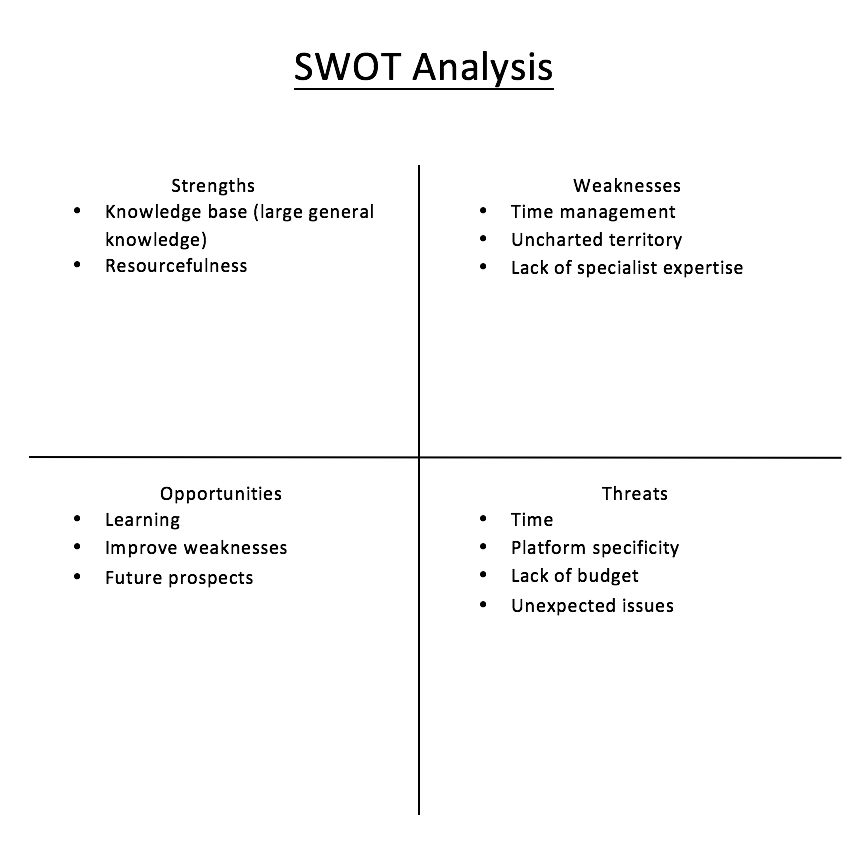 SWOT Analysis
Strengths
• Knowledge base (large general
knowledge)
• Resourcefulness
Weaknesses
• Time management
• Uncharted territory
• Lack of specialist expertise
Opportunities
• Learning
• Improve weaknesses
• Future prospects
Threats
• Time
• Platform specificity
• Lack of budget
• Unexpected issues